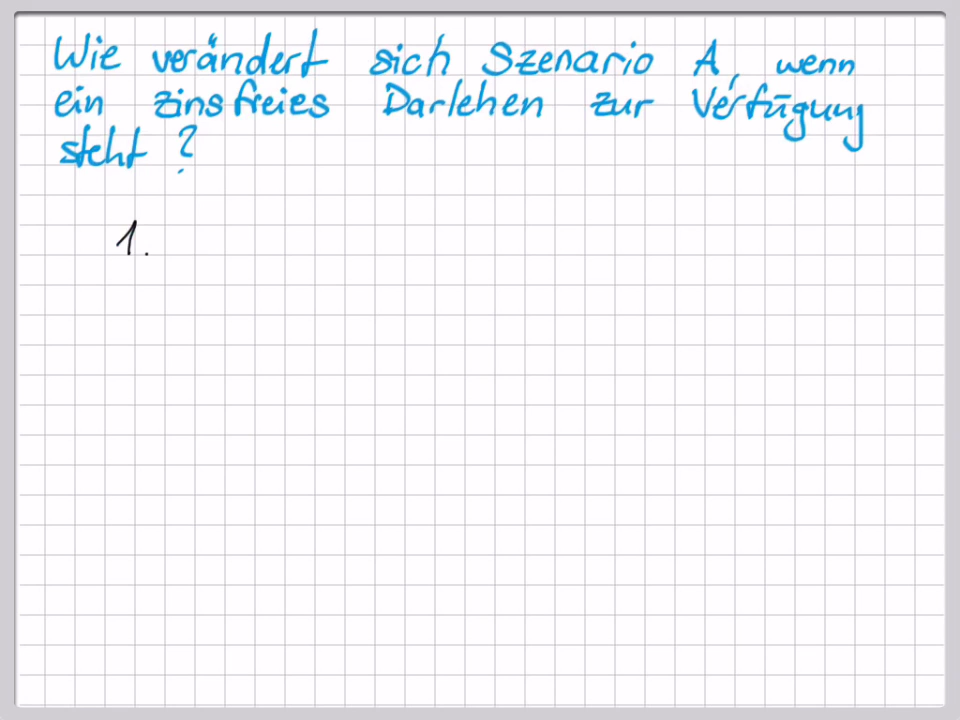 Wie verändert sich Szenario A, wenn
ein zinsfreies Darlehen zur Verfügung
steht?
1.